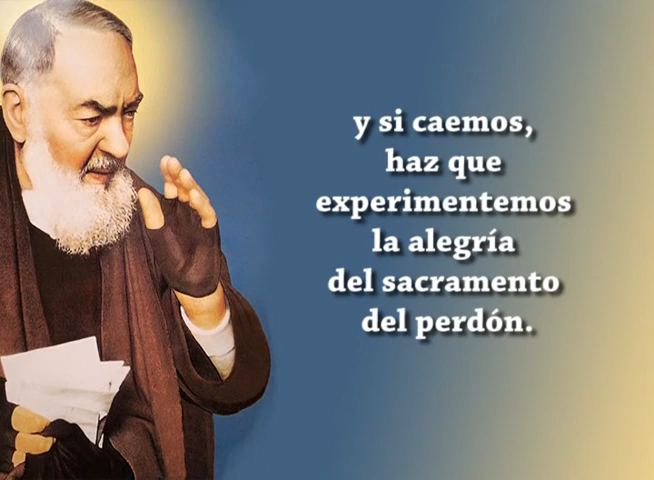 y si caemos,
haz que
experimentemos
la alegría
del sacramento
del perdón.